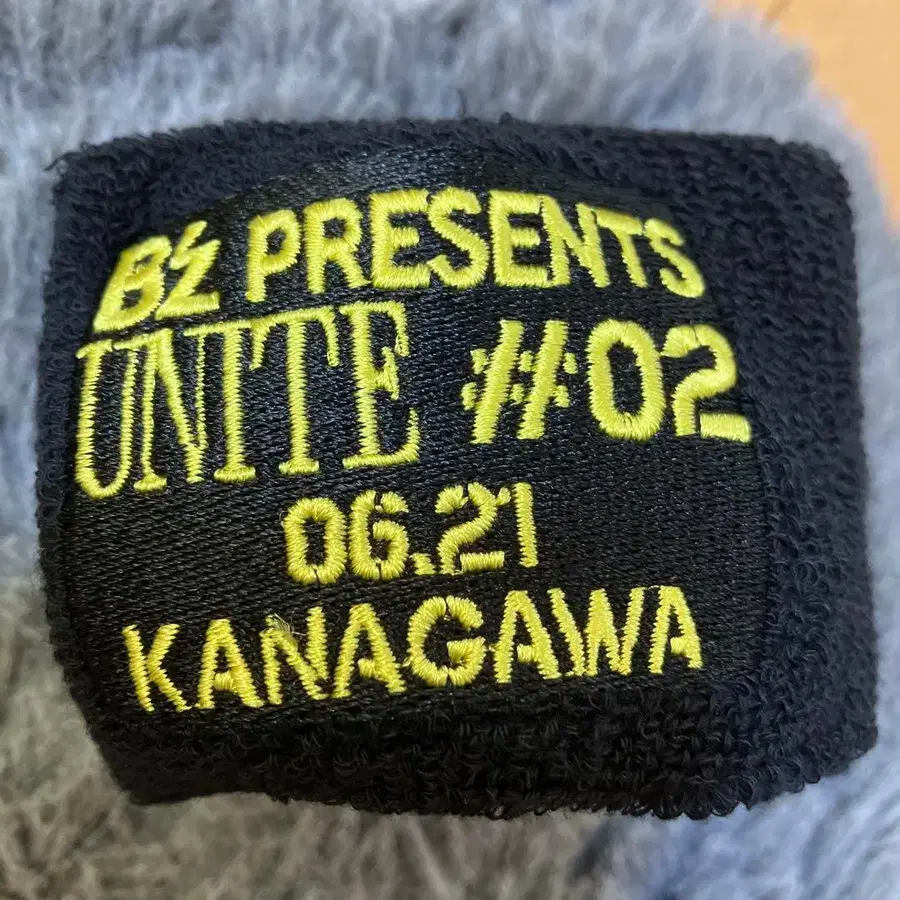 B'z PRESENTS
UNITE #02
06.21
KANAGAWA